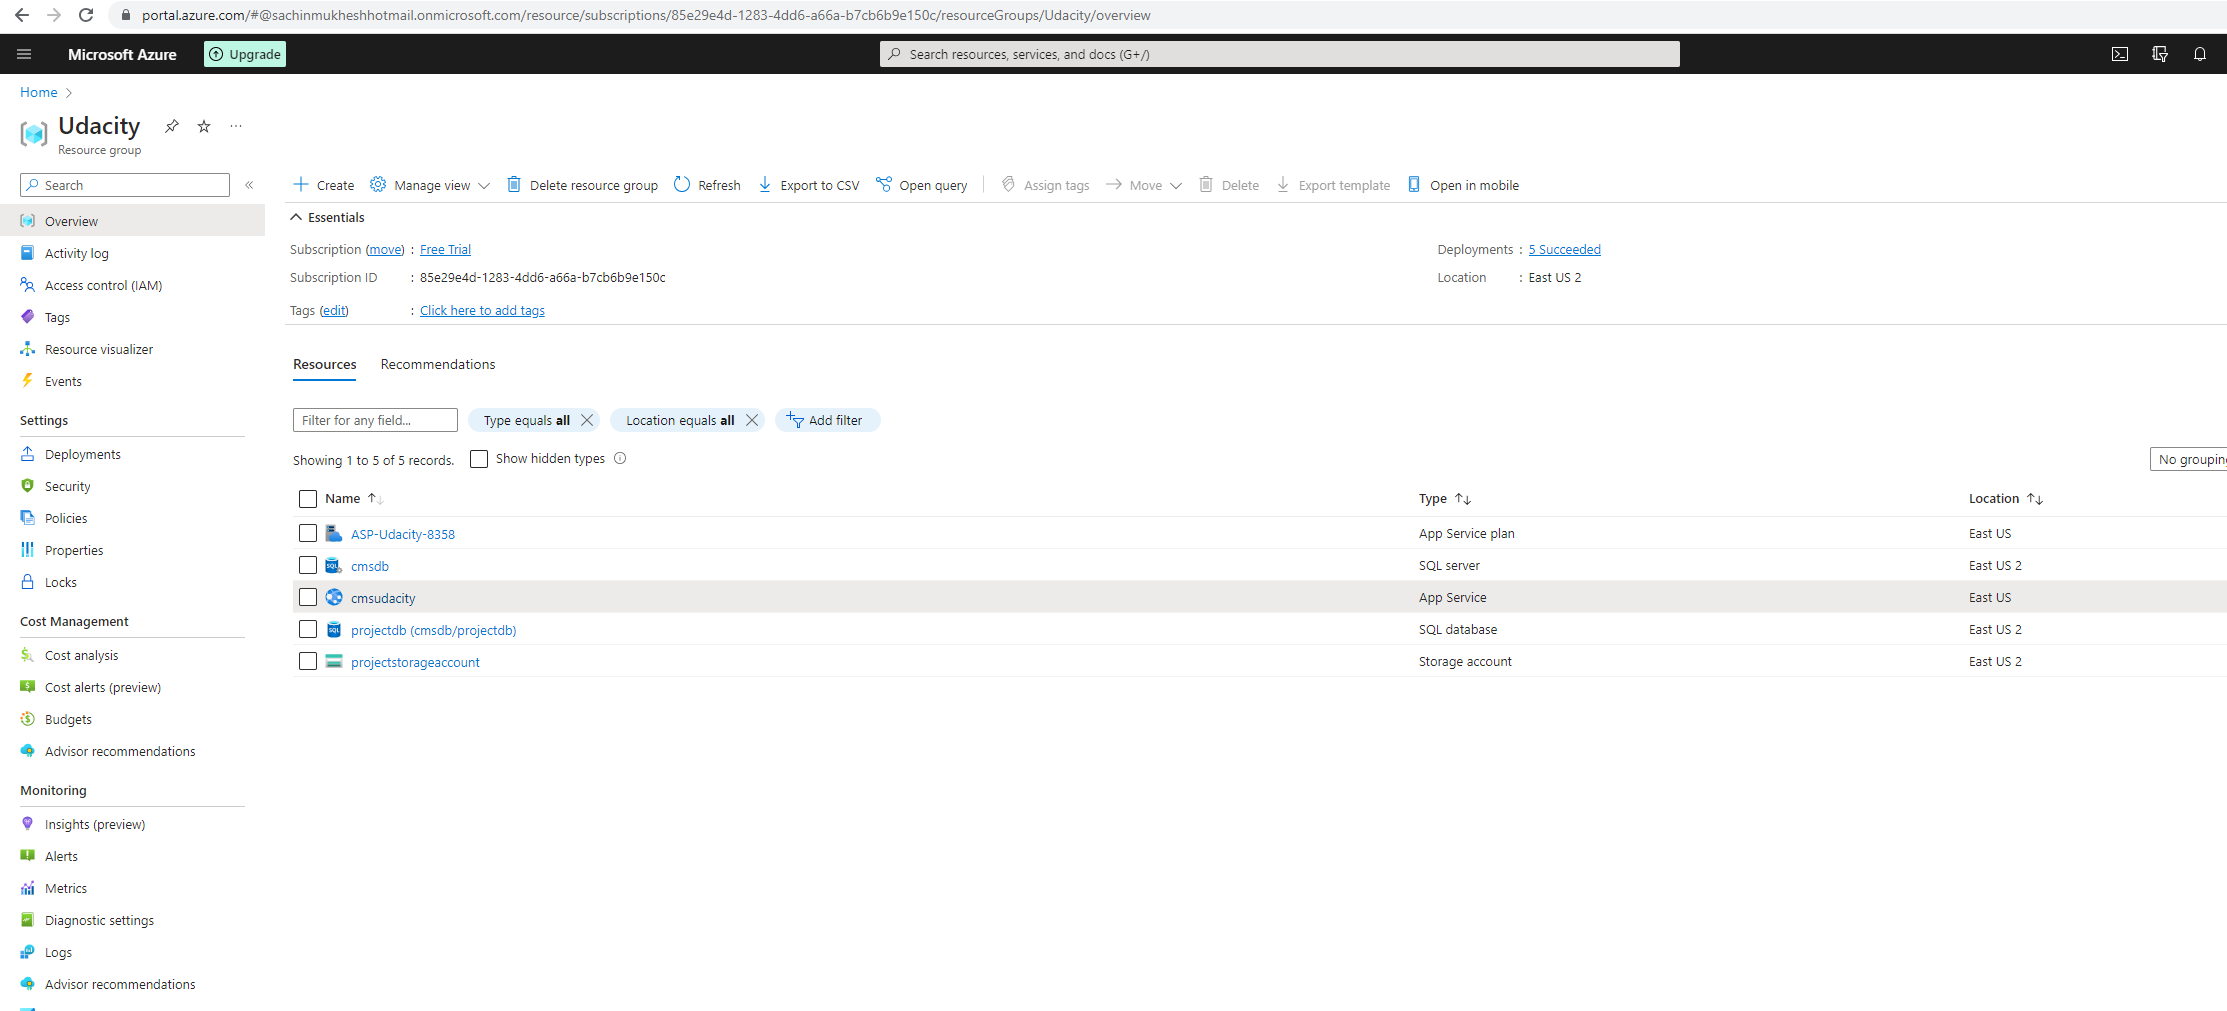 portal.azure.com/#@sachinmukheshhotmail.onmicrosoft.com/resource/subscriptions/85e29e4d-1283-4dd6-a66a-b7cb6b9e150c/resourceGroups/Udacity/overview
Microsoft Azure
Upgrade
Search resources, services, and docs (G+/)
Home
Udacity
Resource group
Search
Create
Manage view
Delete resource group
Refresh
Export to CSV
Open query
Assign tags
Move
Delete
Export template
Open in mobile
Overview
Activity log
Access control (IAM)
Tags
Resource visualizer
Events
Settings
Deployments
Security
Policies
Properties
Locks
Cost Management
Cost analysis
Cost alerts (preview)
Budgets
Advisor recommendations
Monitoring
Insights (preview)
Alerts
Metrics
Diagnostic settings
Logs
Advisor recommendations
Essentials
Subscription (move) : Free Trial
Subscription ID : 85e29e4d-1283-4dd6-a66a-b7cb6b9e150c
Tags (edit) : Click here to add tags
Deployments : 5 Succeeded
Location : East US 2
Resources
Recommendations
Filter for any field...
Type equals all
Location equals all
Add filter
Showing 1 to 5 of 5 records.
Show hidden types
No grouping
Name Type Location
ASP-Udacity-8358 App Service plan East US
cmsdb SQL server East US 2
cmsudacity App Service East US
projectdb (cmsdb/projectdb) SQL database East US 2
projectstorageaccount Storage account East US 2